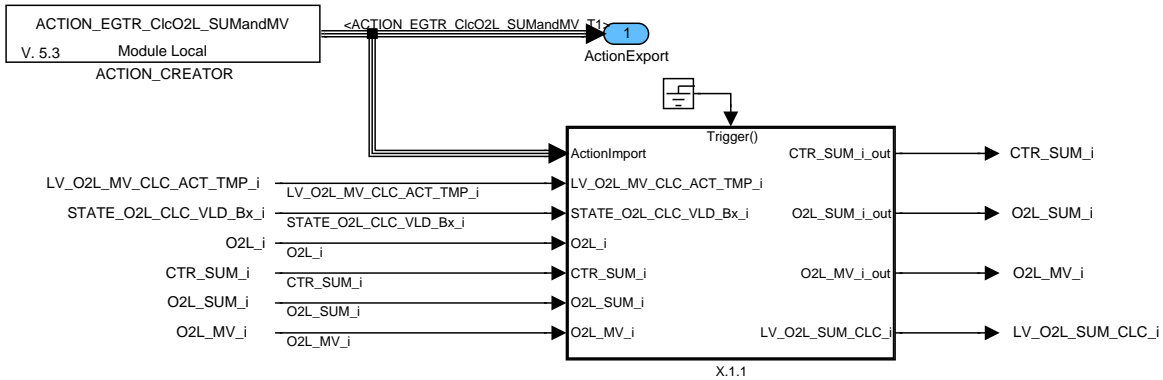 ACTION_EGTR_ClcO2L_SUMandMV
V. 5.3 Module Local
ACTION_CREATOR
<ACTION_EGTR_ClcO2L_SUMandMV_T1>
1
ActionExport
Trigger()
ActionImport
CTR_SUM_i_out
CTR_SUM_i
LV_O2L_MV_CLC_ACT_TMP_i
LV_O2L_MV_CLC_ACT_TMP_i
LV_O2L_MV_CLC_ACT_TMP_i
STATE_O2L_CLC_VLD_Bx_i
STATE_O2L_CLC_VLD_Bx_i
STATE_O2L_CLC_VLD_Bx_i
O2L_SUM_i_out
O2L_SUM_i
O2L_i
O2L_i
O2L_i
CTR_SUM_i
CTR_SUM_i
CTR_SUM_i
O2L_MV_i_out
O2L_MV_i
O2L_SUM_i
O2L_SUM_i
O2L_SUM_i
O2L_MV_i
O2L_MV_i
O2L_MV_i
LV_O2L_SUM_CLC_i
LV_O2L_SUM_CLC_i
X.1.1